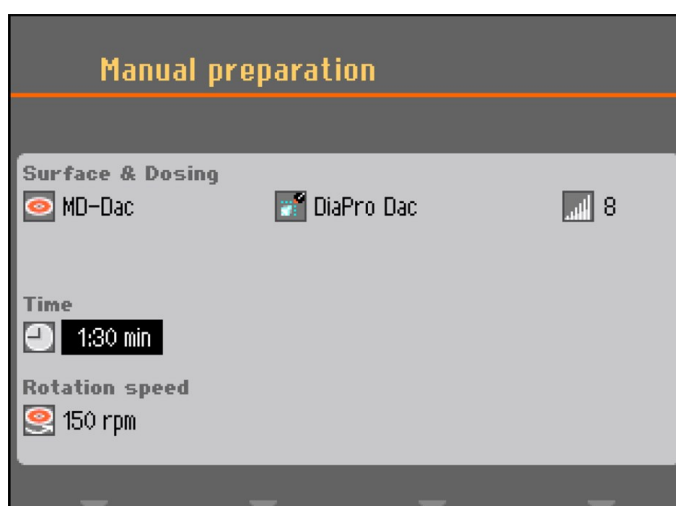 Manual preparation
Surface & Dosing
MD-Dac DiaPro Dac 8
Time
1:30 min
Rotation speed
150 rpm